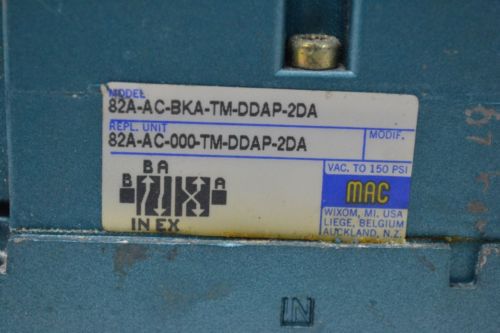 MODEL
82A-AC-BKA-TM-DDAP-2DA
REPL. UNIT
MODIF.
82A-AC-000-TM-DDAP-2DA
VAC. TO 150 PSI
BA
B A
IN EX
MAC
WIXOM, MI. USA
LIEGE, BELGIUM
AUCKLAND, N.Z.
IN